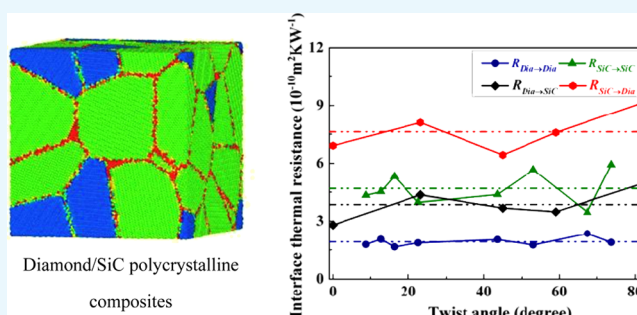 Diamond/SiC polycrystalline
composites
Interface thermal resistance (10⁻¹⁰m²KW⁻¹)
12
9
6
3
0
R_Dia→Dia R_SiC→SiC
R_Dia→SiC R_SiC→Dia
0 20 40 60 80
Twist angle (degree)